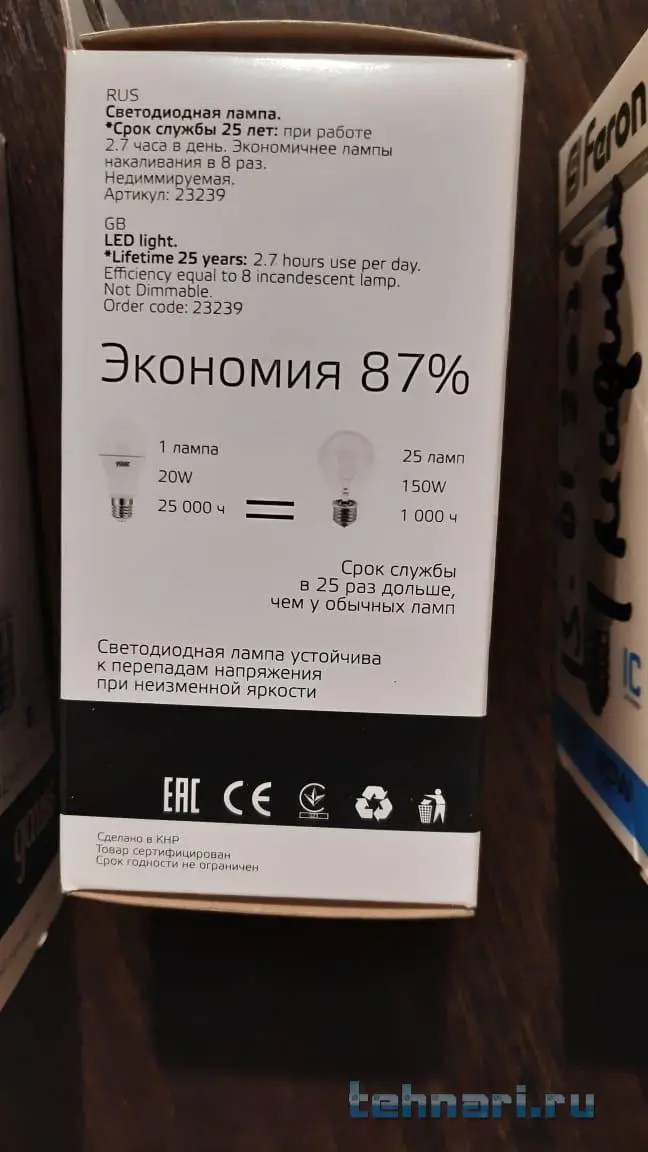 RUS
Светодиодная лампа.
*Срок службы 25 лет: при работе
2.7 часа в день. Экономичнее лампы
накаливания в 8 раз.
Недиммируемая.
Артикул: 23239
GB
LED light.
*Lifetime 25 years: 2.7 hours use per day.
Efficiency equal to 8 incandescent lamp.
Not Dimmable.
Order code: 23239
Экономия 87%
1 лампа
20W
25 000 ч
25 ламп
150W
1 000 ч
Срок службы
в 25 раз дольше,
чем у обычных ламп
Светодиодная лампа устойчива
к перепадам напряжения
при неизменной яркости
EAC CE
Сделано в КНР
Товар сертифицирован
Срок годности не ограничен
Feron
gauss
tehnari.ru